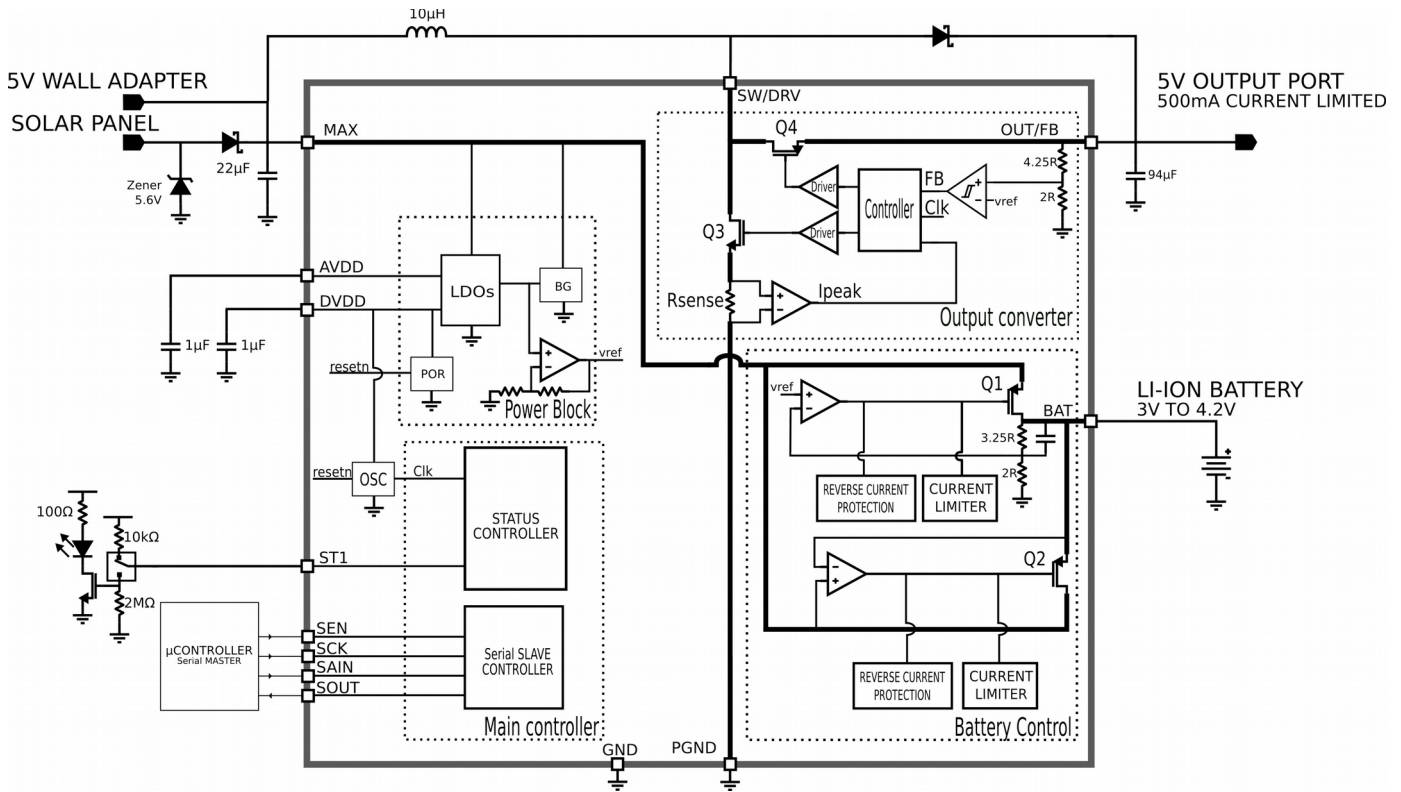 10µH
5V WALL ADAPTER
SOLAR PANEL
5V OUTPUT PORT
500mA CURRENT LIMITED
SW/DRV
MAX
Q4
OUT/FB
22µF
Zener
5.6V
4.25R
94µF
Driver
Controller
FB
2R
vref
Clk
Q3
Driver
AVDD
LDOs
BG
Rsense
Ipeak
DVDD
Output converter
1µF
1µF
vref
resetn
POR
Power Block
vref
Q1
LI-ION BATTERY
3V TO 4.2V
BAT
3.25R
2R
resetn
OSC
Clk
REVERSE CURRENT
PROTECTION
CURRENT
LIMITER
100Ω
10kΩ
STATUS
CONTROLLER
ST1
Q2
2MΩ
µCONTROLLER
Serial MASTER
SEN
SCK
SAIN
SOUT
Serial SLAVE
CONTROLLER
REVERSE CURRENT
PROTECTION
CURRENT
LIMITER
Main controller
Battery Control
GND
PGND